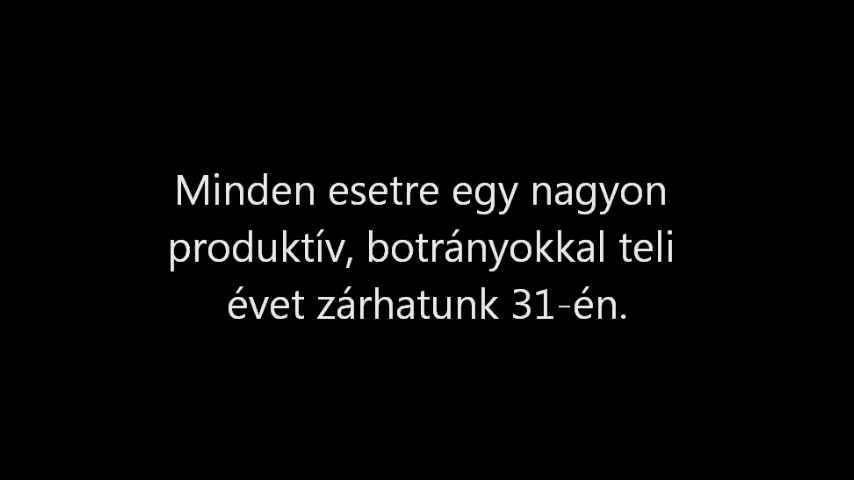 Minden esetre egy nagyon
produktív, botrányokkal teli
évet zárhatunk 31-én.